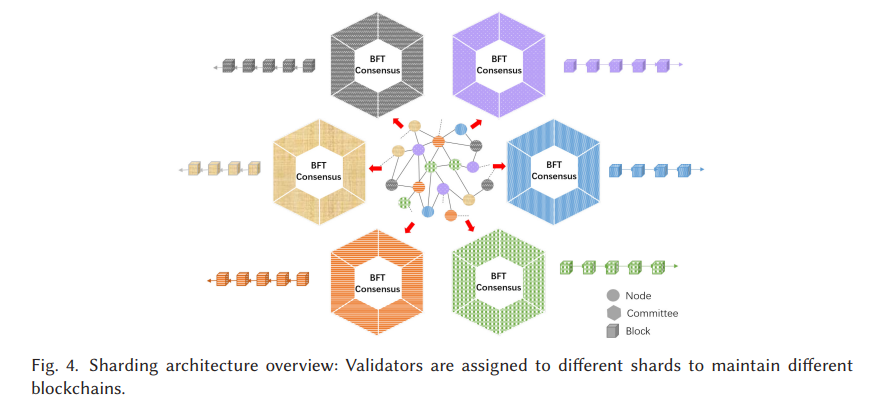 BFT
Consensus
BFT
Consensus
BFT
Consensus
BFT
Consensus
BFT
Consensus
BFT
Consensus
Node
Committee
Block
Fig. 4. Sharding architecture overview: Validators are assigned to different shards to maintain different
blockchains.